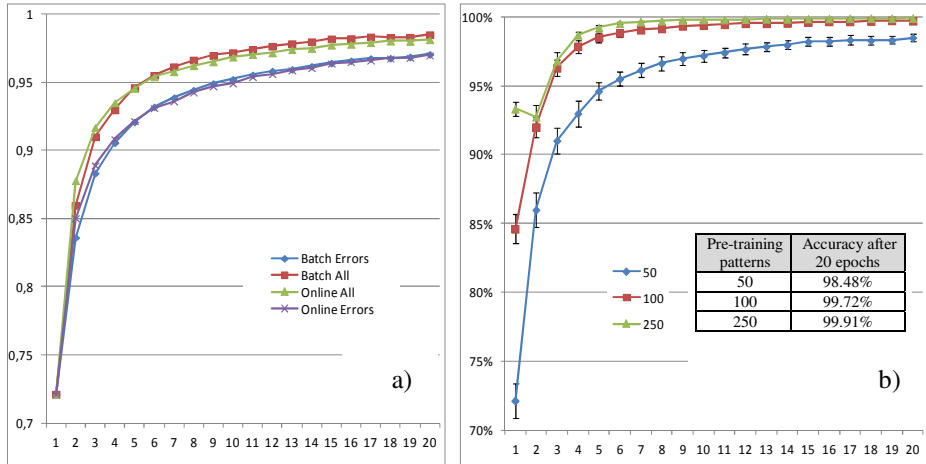 1
0,95
0,9
0,85
0,8
0,75
0,7
1 2 3 4 5 6 7 8 9 10 11 12 13 14 15 16 17 18 19 20
Batch Errors
Batch All
Online All
Online Errors
a)
100%
95%
90%
85%
80%
75%
70%
1 2 3 4 5 6 7 8 9 10 11 12 13 14 15 16 17 18 19 20
50
100
250
Pre-training patterns | Accuracy after 20 epochs
50 98.48%
100 99.72%
250 99.91%
b)